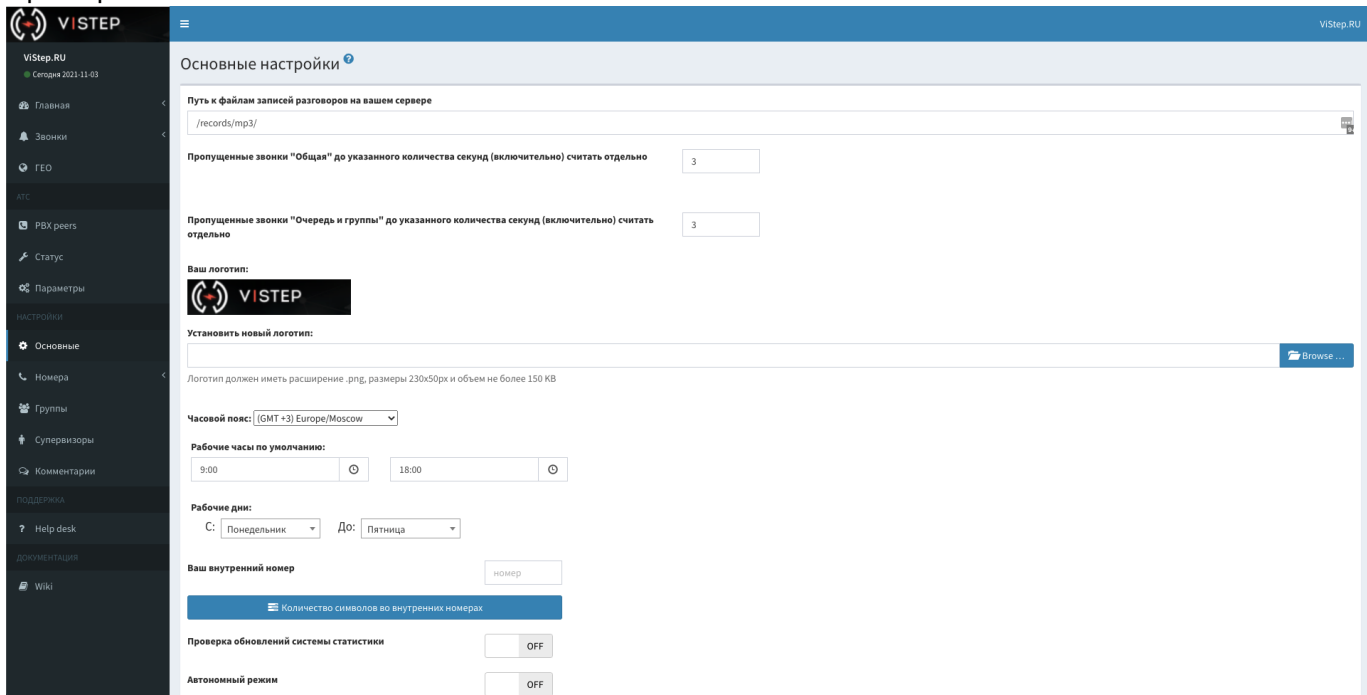 VISTEP
ViStep.RU
ViStep.RU
Сегодня 2021-11-03
Главная
Звонки
ГЕО
АТС
PBX peers
Статус
Параметры
НАСТРОЙКИ
Основные
Номера
Группы
Супервизоры
Комментарии
ПОДДЕРЖКА
Help desk
ДОКУМЕНТАЦИЯ
Wiki
Основные настройки
Путь к файлам записей разговоров на вашем сервере
/records/mp3/
Пропущенные звонки "Общая" до указанного количества секунд (включительно) считать отдельно
3
Пропущенные звонки "Очередь и группы" до указанного количества секунд (включительно) считать
отдельно
3
Ваш логотип:
VISTEP
Установить новый логотип:
Browse ...
Логотип должен иметь расширение .png, размеры 230x50px и объем не более 150 KB
Часовой пояс: (GMT +3) Europe/Moscow
Рабочие часы по умолчанию:
9:00 18:00
Рабочие дни:
С: Понедельник До: Пятница
Ваш внутренний номер номер
Количество символов во внутренних номерах
Проверка обновлений системы статистики OFF
Автономный режим OFF